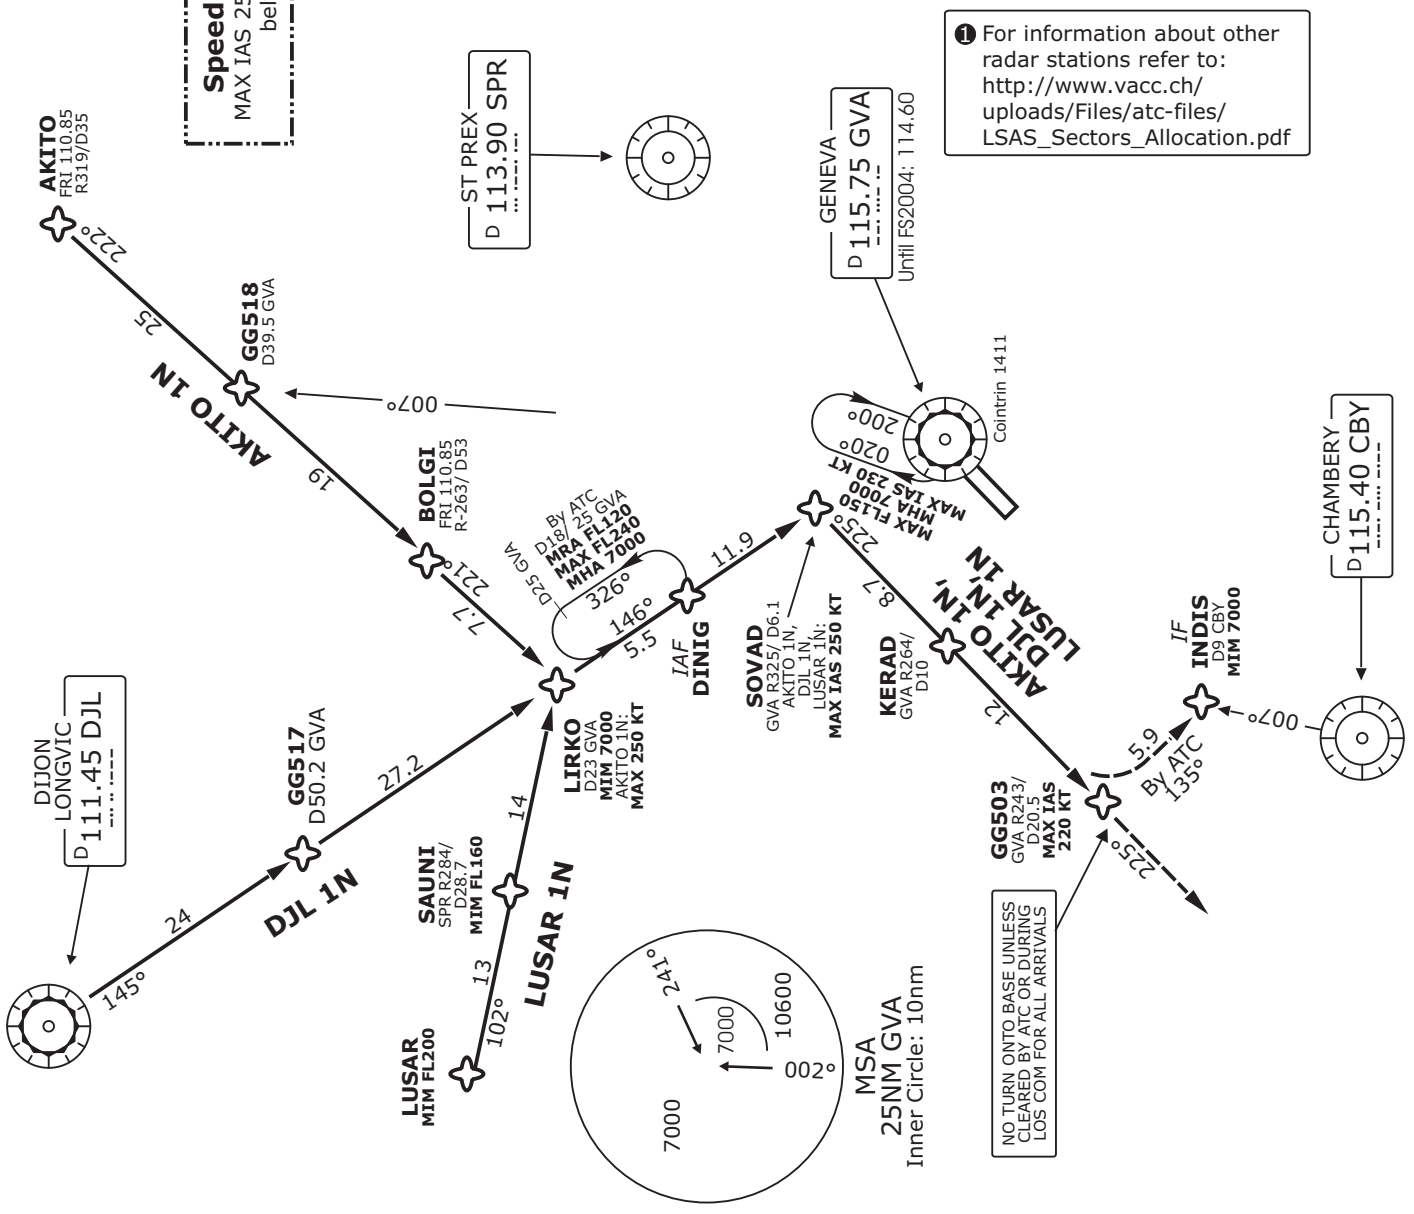 Speed
MAX IAS 25
bel
AKITO
FRI 110.85
R319/D35
222°
25
GG518
D39.5 GVA
AKITO 1N
19
007°
BOLGI
FRI 110.85
R-263/ D53
221°
7.7
ST PREX
D 113.90 SPR
GENEVA
D 115.75 GVA
Until FS2004: 114.60
❶ For information about other
radar stations refer to:
http://www.vacc.ch/
uploads/Files/atc-files/
LSAS_Sectors_Allocation.pdf
Cointrin 1411
200°
020°
MAX FL150
MHA 7000
MAX IAS 230 KT
D25 GVA
By ATC
D18/ 25 GVA
MRA FL120
MAX FL240
MHA 7000
326°
146°
5.5
IAF
DINIG
11.9
DIJON
LONGVIC
D 111.45 DJL
145°
24
DJL 1N
GG517
D50.2 GVA
27.2
LIRKO
D23 GVA
MIM 7000
AKITO 1N:
MAX 250 KT
14
SAUNI
SPR R284/
D28.7
MIM FL160
LUSAR 1N
13
102°
LUSAR
MIM FL200
SOVAD
GVA R325/ D6.1
AKITO 1N,
DJL 1N,
LUSAR 1N:
MAX IAS 250 KT
225°
8.7
KERAD
GVA R264/
D10
AKITO 1N,
DJL 1N,
LUSAR 1N
12
GG503
GVA R243/
D20.5
MAX IAS
220 KT
225°
5.9
By ATC
135°
IF
INDIS
D9 CBY
MIM 7000
007°
CHAMBERY
D 115.40 CBY
NO TURN ONTO BASE UNLESS
CLEARED BY ATC OR DURING
LOS COM FOR ALL ARRIVALS
241°
7000
10600
7000
002°
MSA
25NM GVA
Inner Circle: 10nm